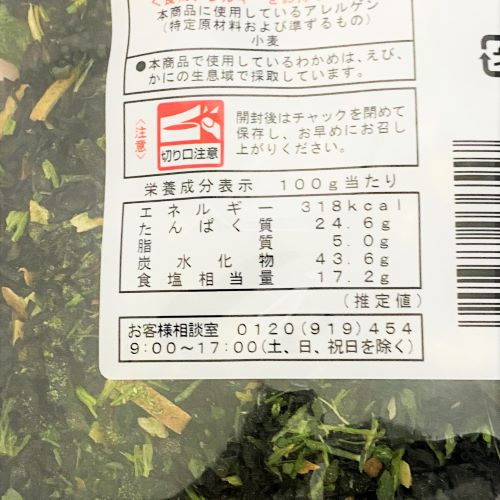 本商品に使用しているアレルゲン
(特定原材料および準ずるもの)
小麦
●本商品で使用しているわかめは、えび、
かにの生息域で採取しています。
〈注意〉
切り口注意
開封後はチャックを閉めて
保存し、お早めにお召し
上がりください。
栄養成分表示 100g当たり
エネルギー 318kcal
たんぱく質 24.6g
脂質 5.0g
炭水化物 43.6g
食塩相当量 17.2g
(推定値)
お客様相談室 0120(919)454
9:00～17:00(土、日、祝日を除く)